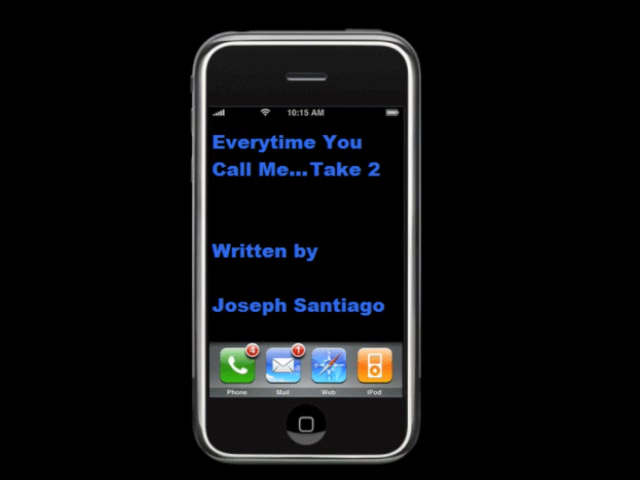 10:15 AM
Everytime You
Call Me...Take 2
Written by
Joseph Santiago
4 1
Phone Mail Web iPod